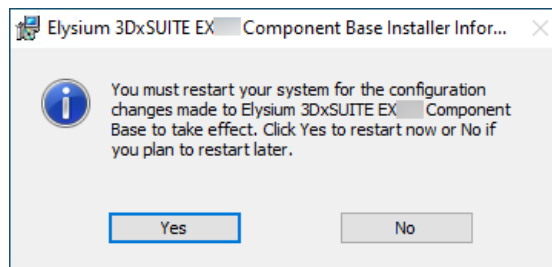 Elysium 3DxSUITE EX Component Base Installer Infor...
You must restart your system for the configuration
changes made to Elysium 3DxSUITE EX Component
Base to take effect. Click Yes to restart now or No if
you plan to restart later.
Yes
No